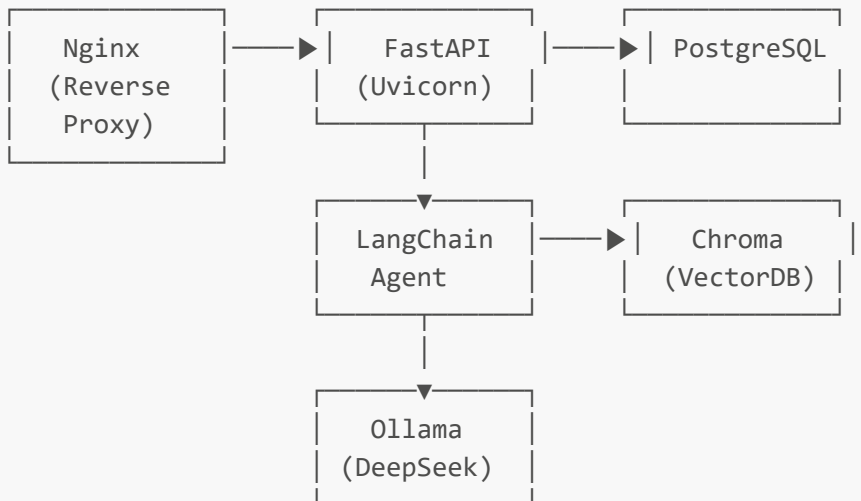 Nginx FastAPI PostgreSQL
(Reverse (Uvicorn)
Proxy)
LangChain Chroma
Agent (VectorDB)
Ollama
(DeepSeek)